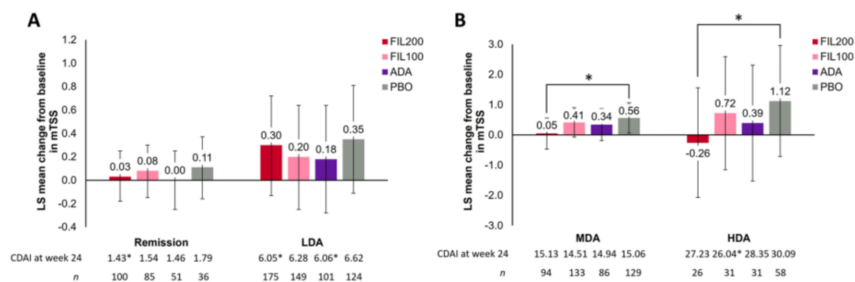 A
LS mean change from baseline
in mTSS
1.2
1.0
0.8
0.6
0.4
0.2
0.0
-0.2
-0.4
FIL200
FIL100
ADA
PBO
0.03 0.08 0.00 0.11
0.30 0.20 0.18 0.35
Remission LDA
CDAI at week 24 1.43* 1.54 1.46 1.79 6.05* 6.28 6.06* 6.62
n 100 85 51 36 175 149 101 124
B
LS mean change from baseline
in mTSS
3.0
2.0
1.0
0.0
-1.0
-2.0
-3.0
*
*
FIL200
FIL100
ADA
PBO
0.05 0.41 0.34 0.56
-0.26 0.72 0.39 1.12
MDA HDA
15.13 14.51 14.94 15.06 27.23 26.04* 28.35 30.09
94 133 86 129 26 31 31 58